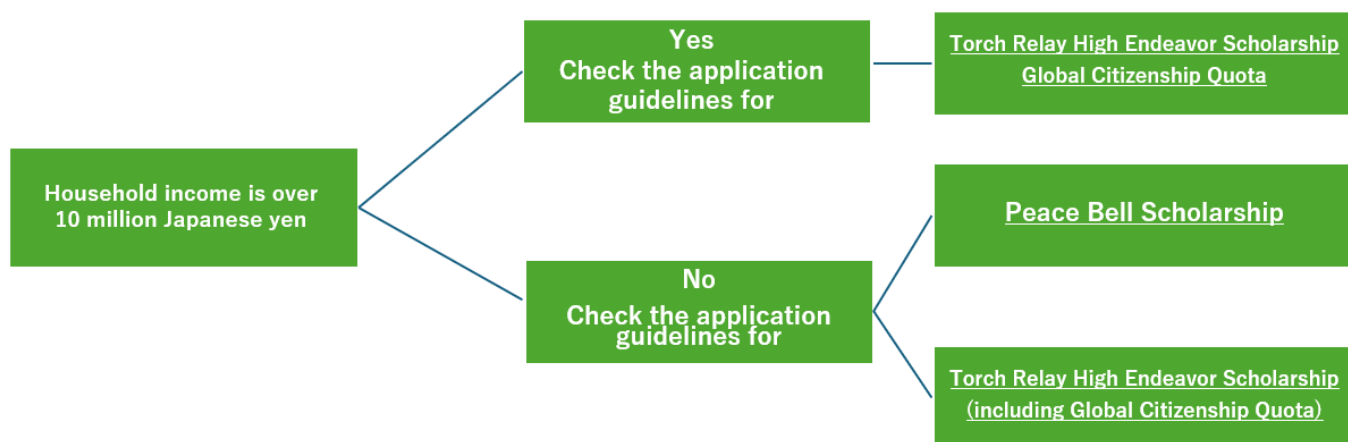 Household income is over
10 million Japanese yen
Yes
Check the application
guidelines for
Torch Relay High Endeavor Scholarship
Global Citizenship Quota
No
Check the application
guidelines for
Peace Bell Scholarship
Torch Relay High Endeavor Scholarship
(including Global Citizenship Quota)